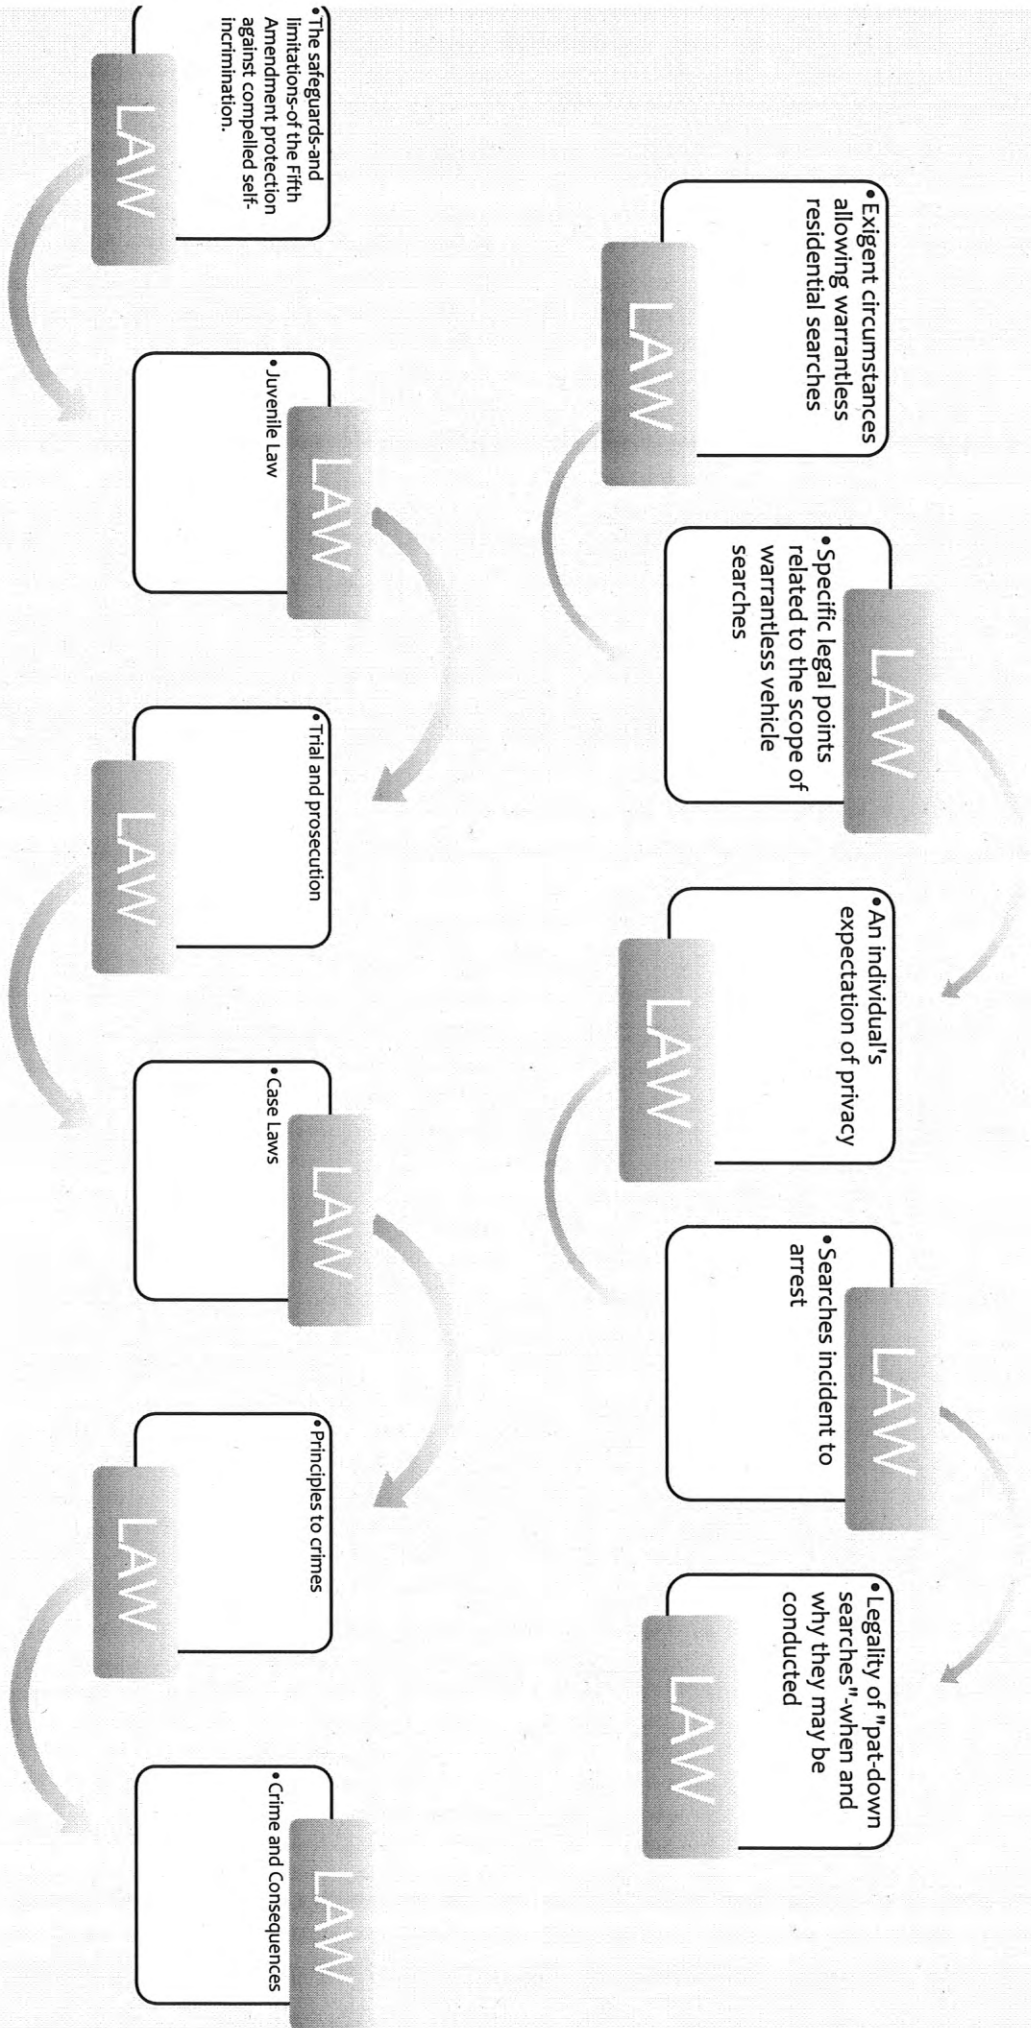 • Exigent circumstances
allowing warrantless
residential searches
LAW
LAW
• Specific legal points
related to the scope of
warrantless vehicle
searches
• An individual's
expectation of privacy
LAW
LAW
• Searches incident to
arrest
• Legality of "pat-down
searches"-when and
why they may be
conducted
LAW
• The safeguards-and
limitations-of the Fifth
Amendment protection
against compelled self-
incrimination.
LAW
LAW
• Juvenile Law
• Trial and prosecution
LAW
LAW
• Case Laws
• Principles to crimes
LAW
LAW
• Crime and Consequences